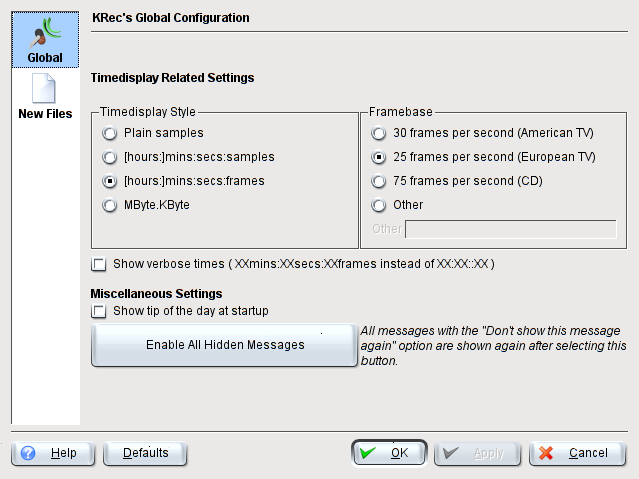 KRec's Global Configuration
Global
New Files
Timedisplay Related Settings
Timedisplay Style
Plain samples
[hours:]mins:secs:samples
[hours:]mins:secs:frames
MByte.KByte
Framebase
30 frames per second (American TV)
25 frames per second (European TV)
75 frames per second (CD)
Other
Other
Show verbose times ( XXmins:XXsecs:XXframes instead of XX:XX::XX )
Miscellaneous Settings
Show tip of the day at startup
Enable All Hidden Messages
All messages with the "Don't show this message
again" option are shown again after selecting this
button.
Help
Defaults
OK
Apply
Cancel